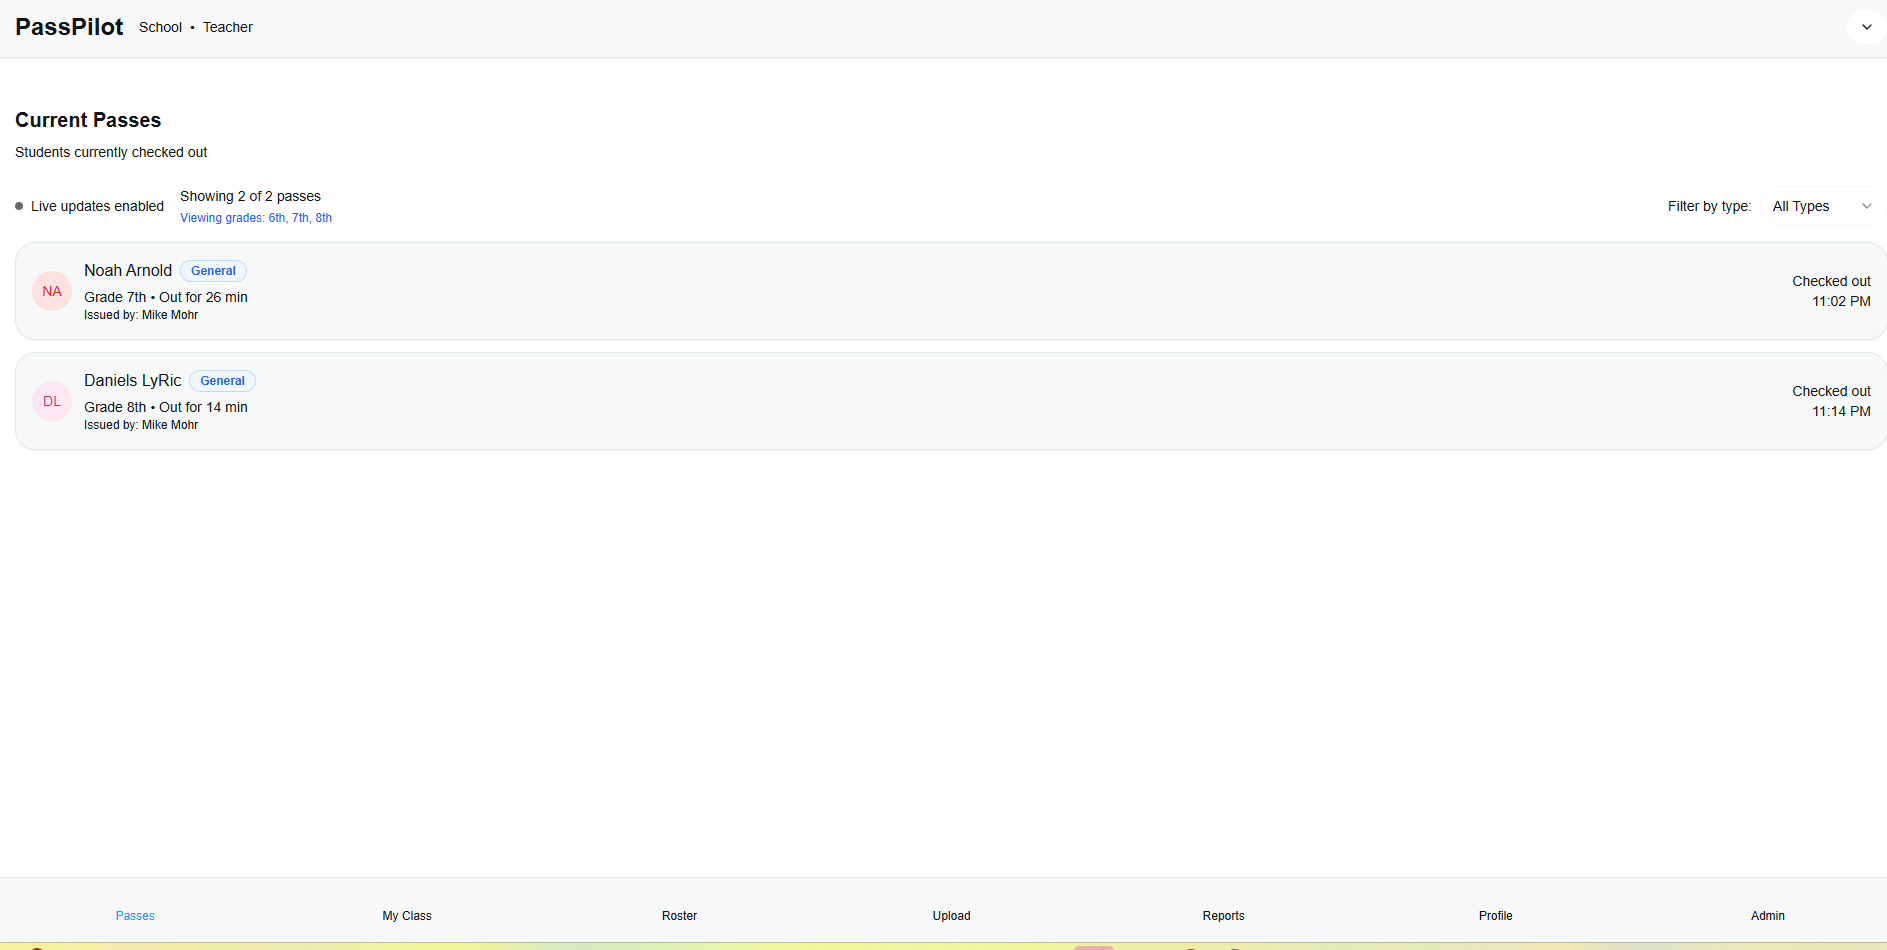 PassPilot School • Teacher
Current Passes
Students currently checked out
Live updates enabled
Showing 2 of 2 passes
Viewing grades: 6th, 7th, 8th
Filter by type: All Types
NA
Noah Arnold General
Grade 7th • Out for 26 min
Issued by: Mike Mohr
Checked out
11:02 PM
DL
Daniels LyRic General
Grade 8th • Out for 14 min
Issued by: Mike Mohr
Checked out
11:14 PM
Passes My Class Roster Upload Reports Profile Admin